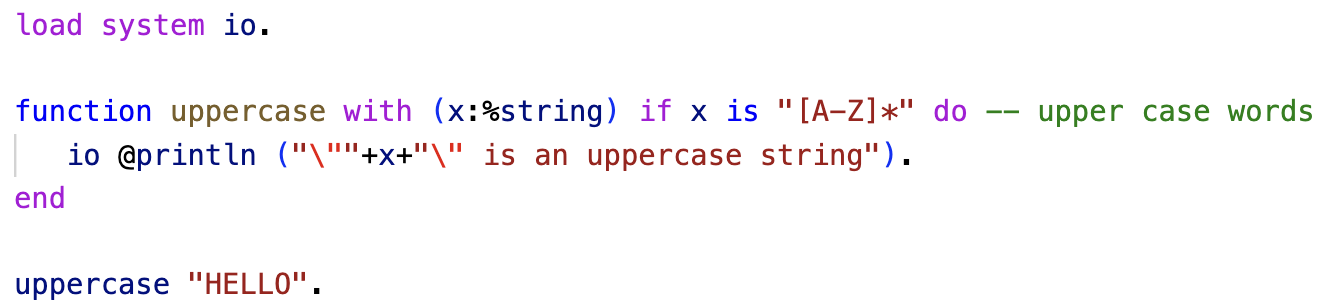 load system io.
function uppercase with (x:%string) if x is "[A-Z]*" do -- upper case words
io @println ("\""+x+"\" is an uppercase string").
end
uppercase "HELLO".